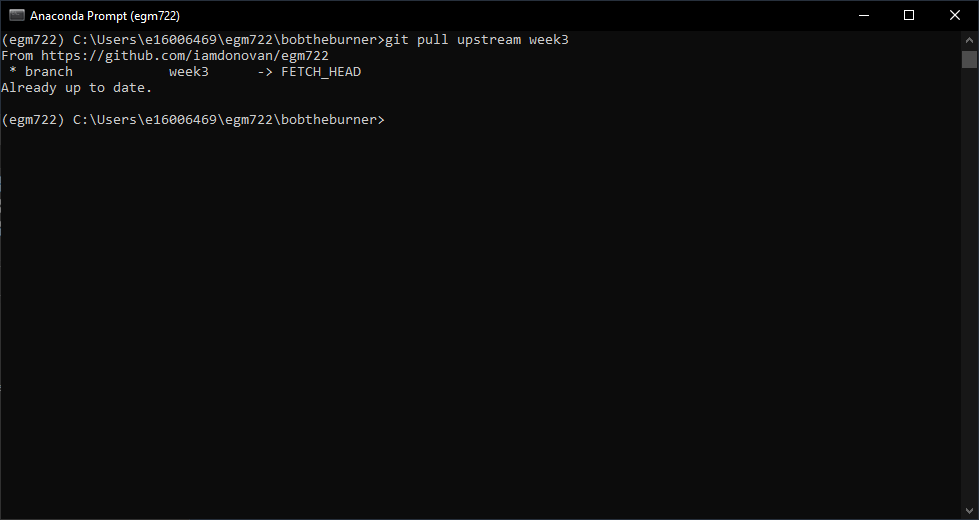 Anaconda Prompt (egm722)
(egm722) C:\Users\e16006469\egm722\bobtheburner>git pull upstream week3
From https://github.com/iamdonovan/egm722
 * branch            week3      -> FETCH_HEAD
Already up to date.
(egm722) C:\Users\e16006469\egm722\bobtheburner>